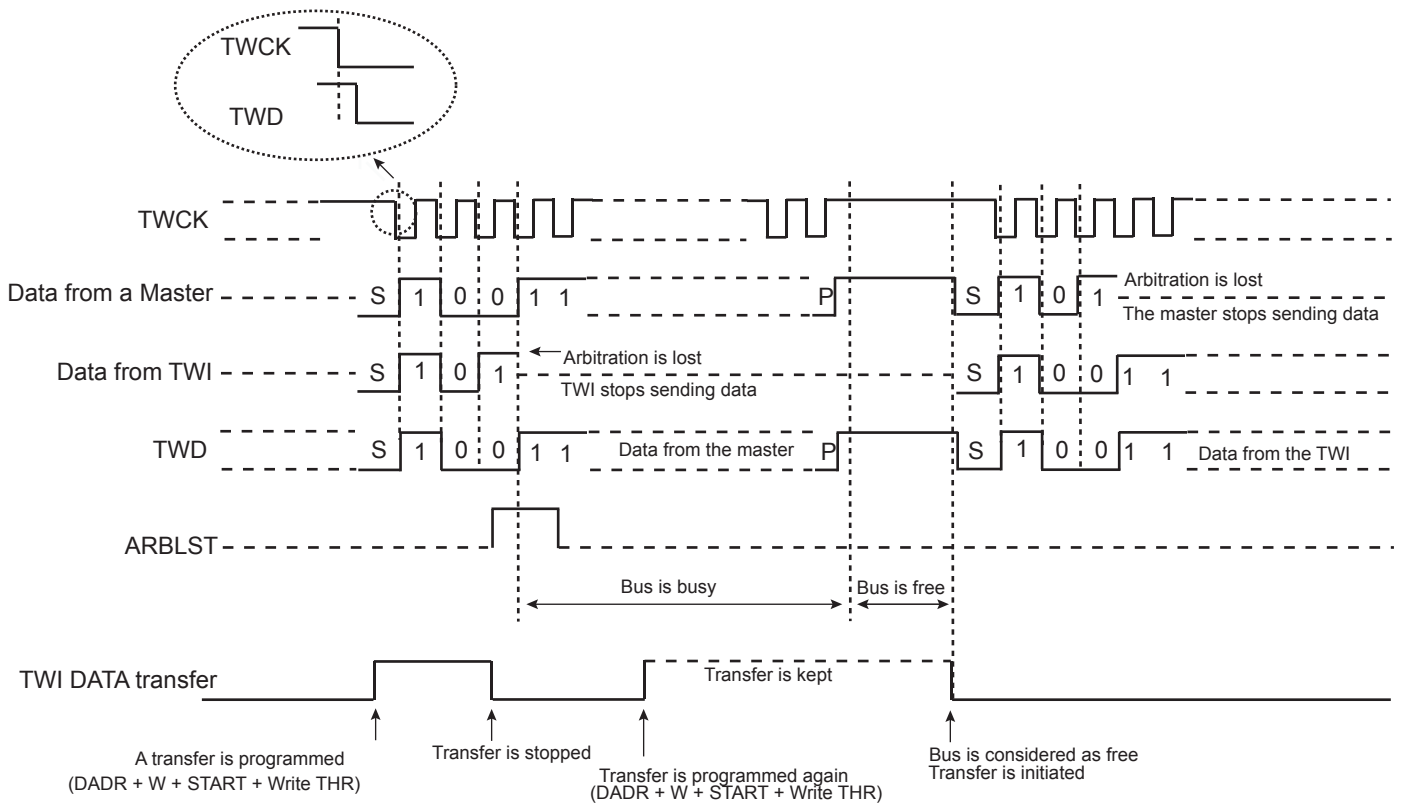 TWCK
TWD
TWCK
Data from a Master S 1 0 0 1 1 P S 1 0 1 Arbitration is lost
The master stops sending data
Data from TWI S 1 0 1 Arbitration is lost S 1 0 0 1 1
TWI stops sending data
TWD S 1 0 0 1 1 Data from the master P S 1 0 0 1 1 Data from the TWI
ARBLST
Bus is busy Bus is free
TWI DATA transfer Transfer is kept
A transfer is programmed
(DADR + W + START + Write THR)
Transfer is stopped
Transfer is programmed again
(DADR + W + START + Write THR)
Bus is considered as free
Transfer is initiated